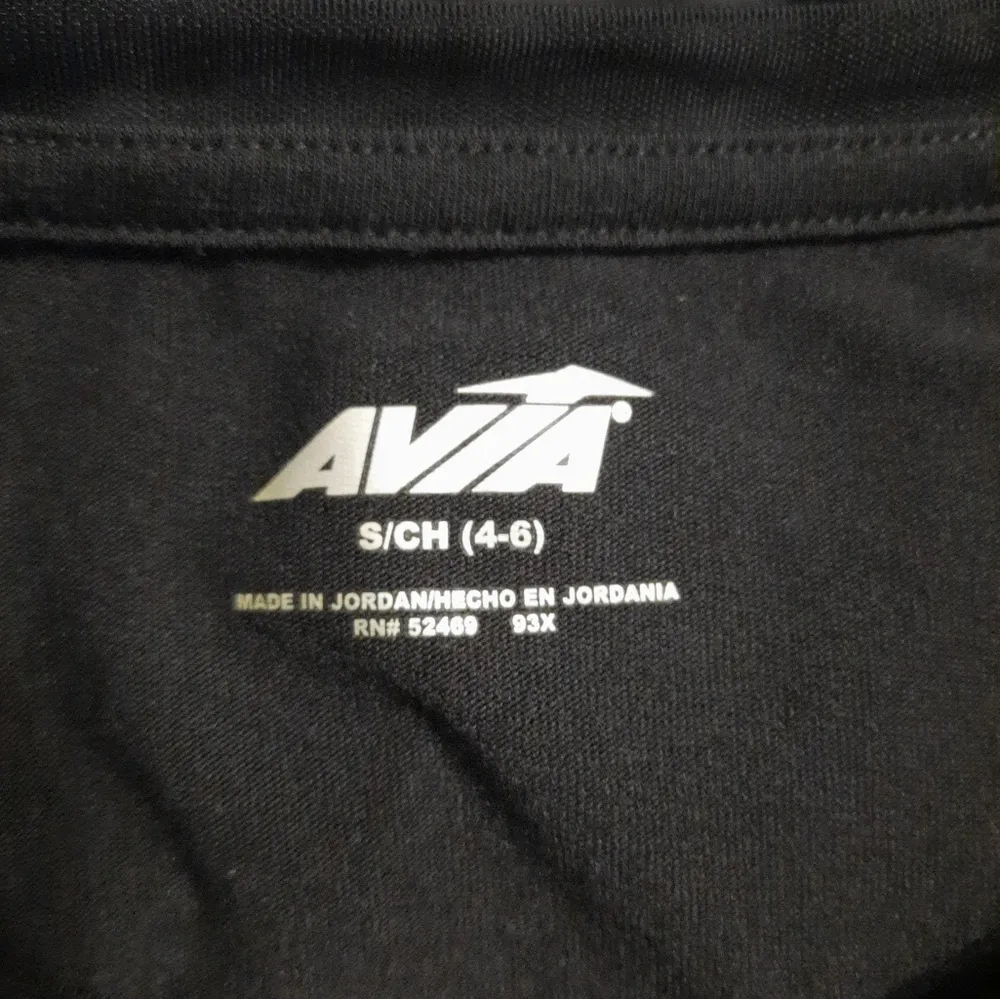 AVIA
S/CH (4-6)
MADE IN JORDAN/HECHO EN JORDANIA
RN# 52469 93X